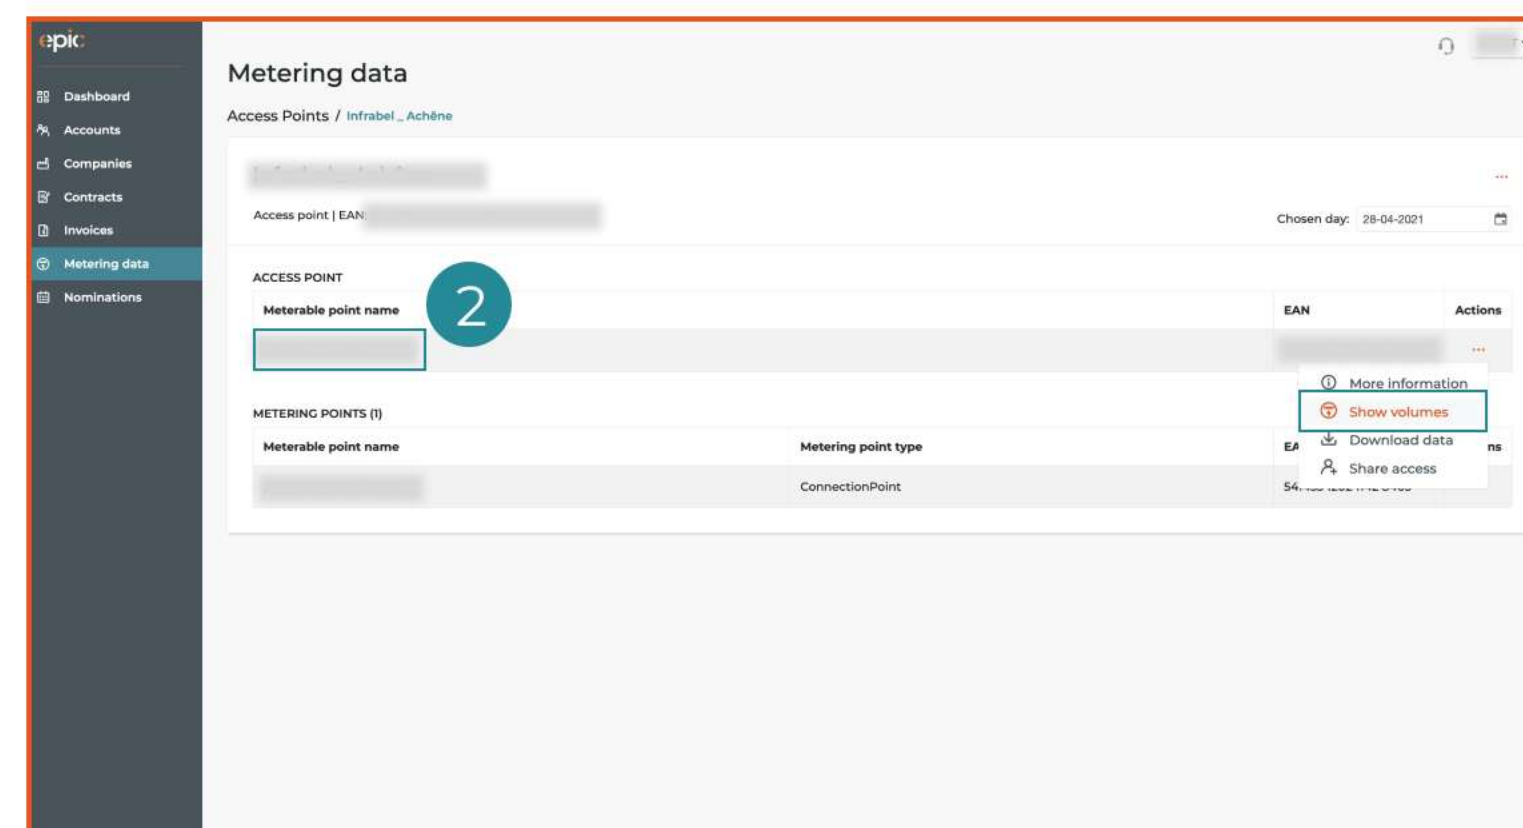 epic
Metering data
Dashboard
Accounts
Access Points / Infrabel _ Achêne
Companies
Contracts
Invoices
Metering data
Nominations
...
Access point | EAN:
Chosen day: 28-04-2021
ACCESS POINT
2
Meterable point name EAN Actions
...
More information
Show volumes
Download data
Share access
METERING POINTS (1)
Meterable point name Metering point type
ConnectionPoint